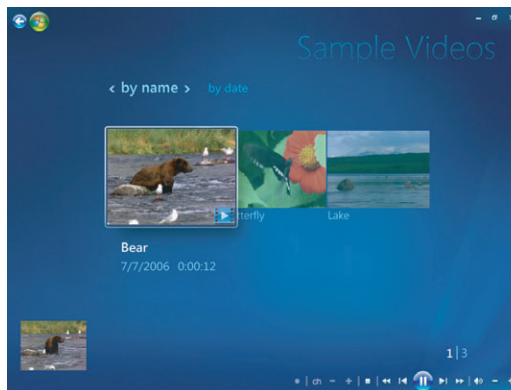 Sample Videos
< by name > by date
tterfly Lake
Bear
7/7/2006 0:00:12
1|3
ch